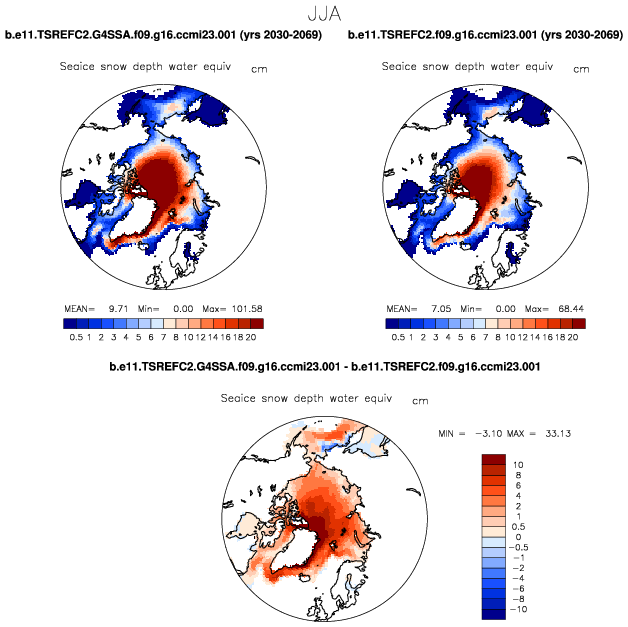 JJA
b.e11.TSREFC2.G4SSA.f09.g16.ccmi23.001 (yrs 2030-2069)
b.e11.TSREFC2.f09.g16.ccmi23.001 (yrs 2030-2069)
Seaice snow depth water equiv cm
Seaice snow depth water equiv cm
MEAN= 9.71 Min= 0.00 Max= 101.58
MEAN= 7.05 Min= 0.00 Max= 68.44
0.5 1 2 3 4 5 6 7 8 10 12 14 16 18 20
0.5 1 2 3 4 5 6 7 8 10 12 14 16 18 20
b.e11.TSREFC2.G4SSA.f09.g16.ccmi23.001 - b.e11.TSREFC2.f09.g16.ccmi23.001
Seaice snow depth water equiv cm
MIN = -3.10 MAX = 33.13
10
8
6
4
2
1
0.5
0
-0.5
-1
-2
-4
-6
-8
-10